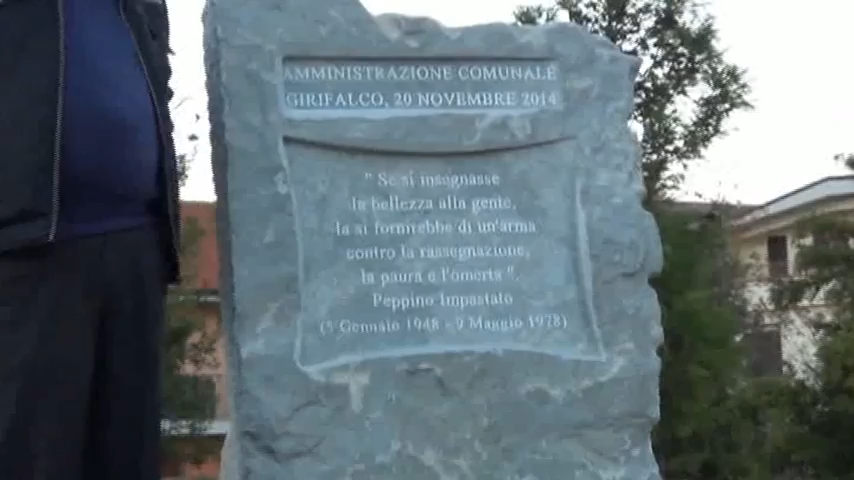 AMMINISTRAZIONE COMUNALE
GIRIFALCO, 20 NOVEMBRE 2014
" Se si insegnasse
la bellezza alla gente,
la si fornirebbe di un'arma
contro la rassegnazione,
la paura e l'omertà ".
Peppino Impastato
(5 Gennaio 1948 - 9 Maggio 1978)